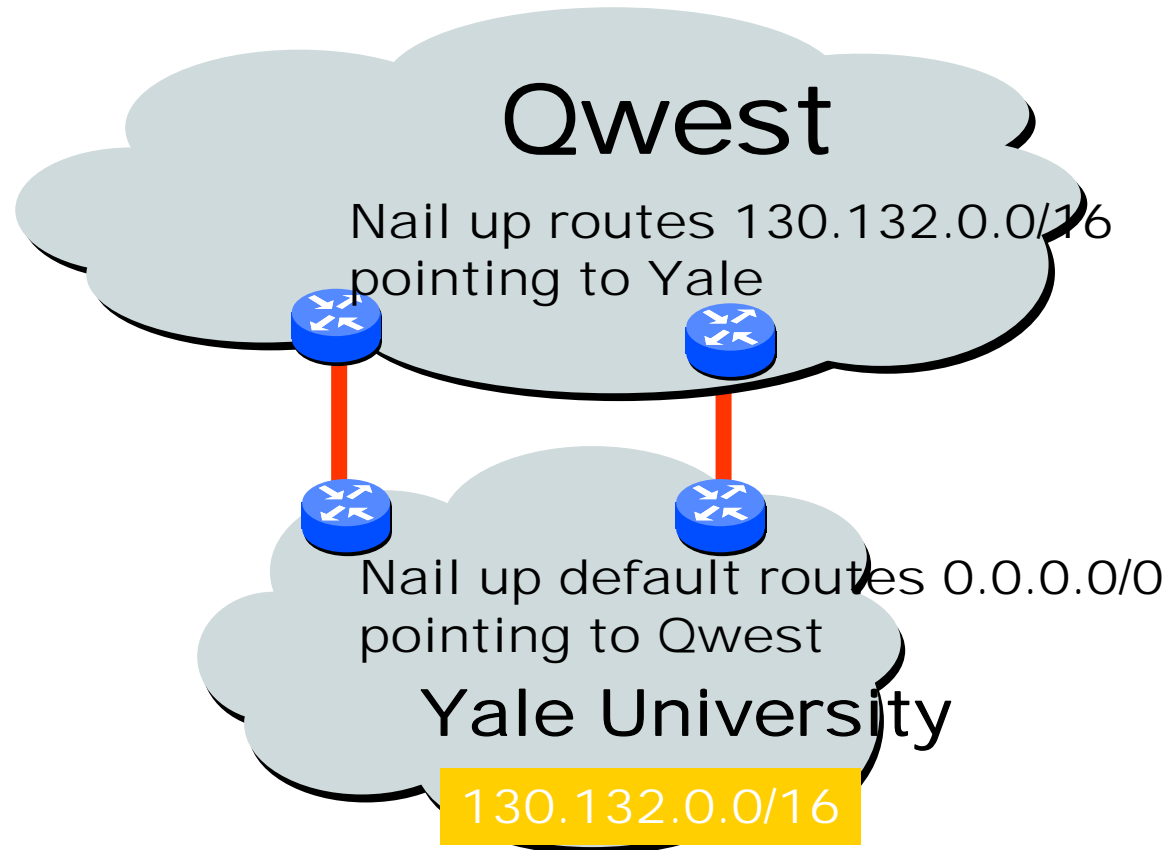 Qwest
Nail up routes 130.132.0.0/16
pointing to Yale
Nail up default routes 0.0.0.0/0
pointing to Qwest
Yale University
130.132.0.0/16